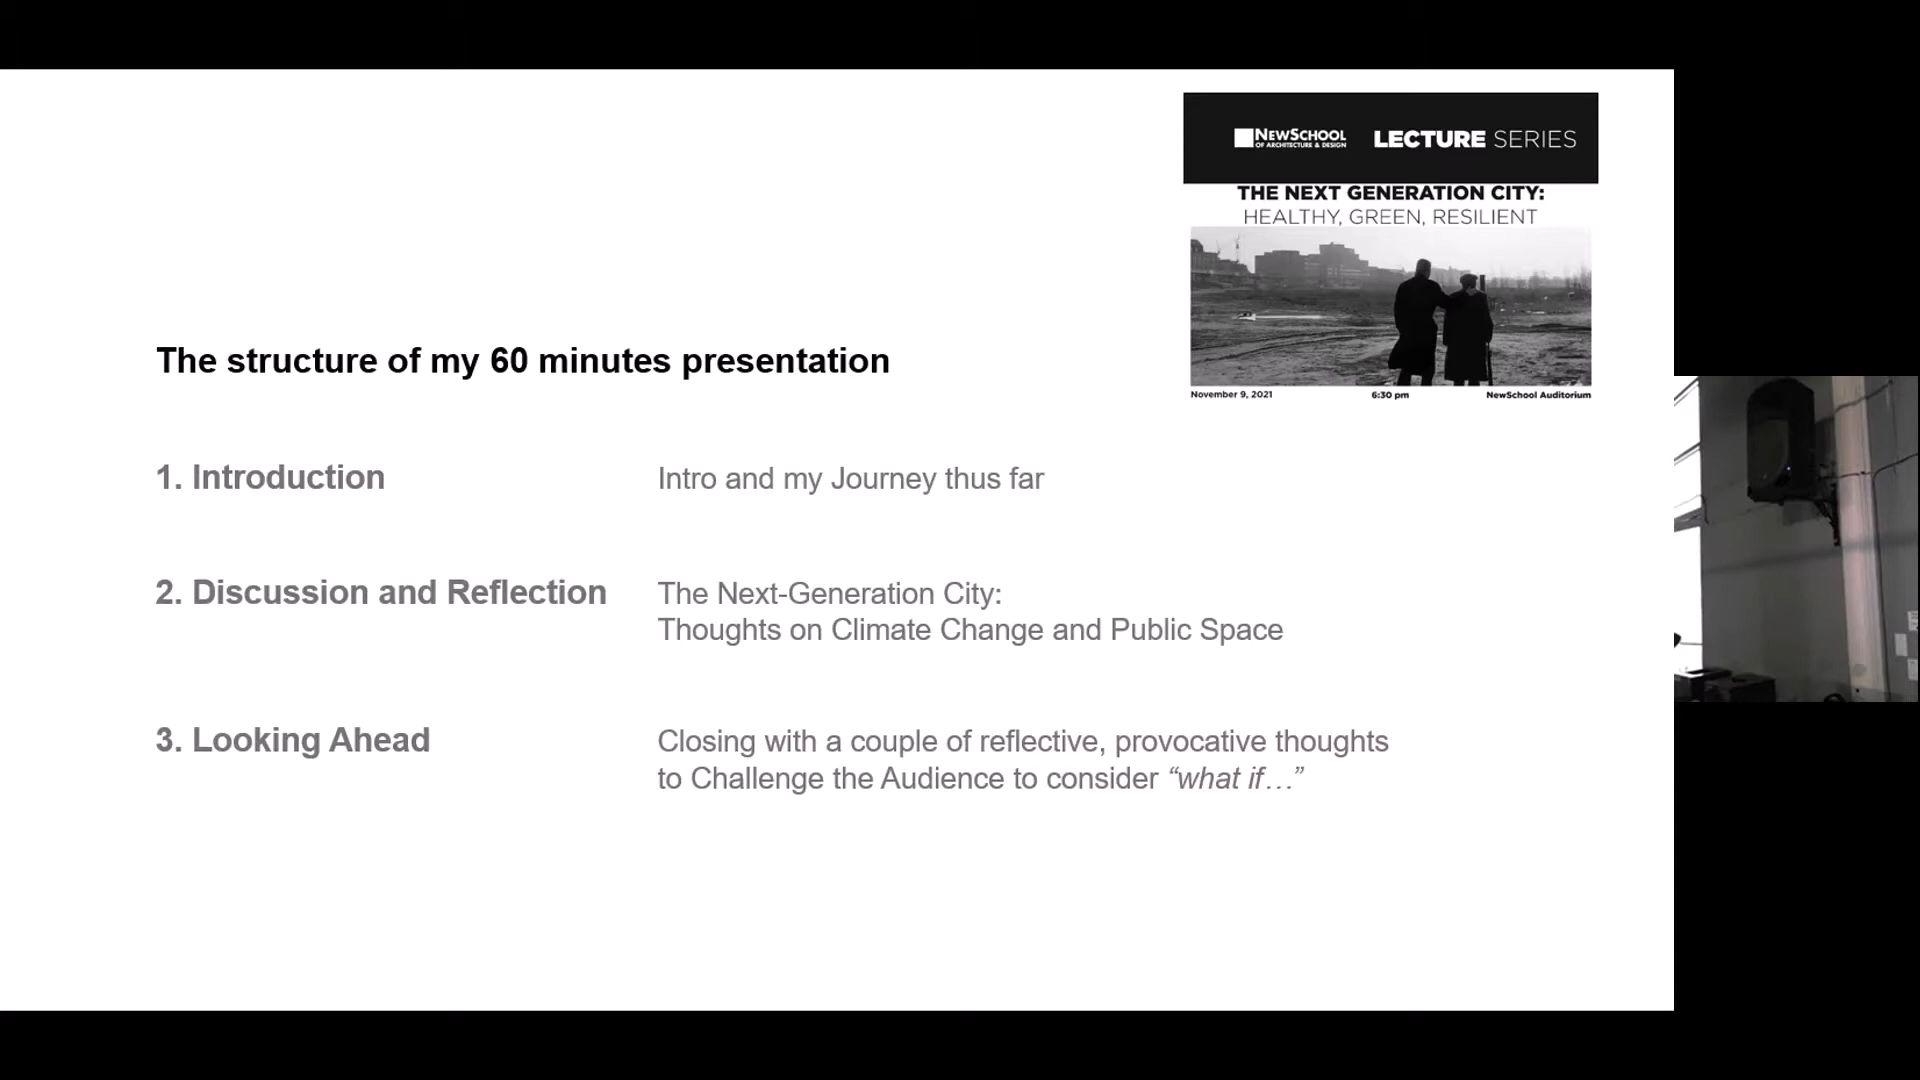 NEWSCHOOL
OF ARCHITECTURE & DESIGN
LECTURE SERIES
THE NEXT GENERATION CITY:
HEALTHY, GREEN, RESILIENT
November 9, 2021 6:30 pm NewSchool Auditorium
The structure of my 60 minutes presentation
1. Introduction Intro and my Journey thus far
2. Discussion and Reflection The Next-Generation City:
Thoughts on Climate Change and Public Space
3. Looking Ahead Closing with a couple of reflective, provocative thoughts
to Challenge the Audience to consider “what if…”